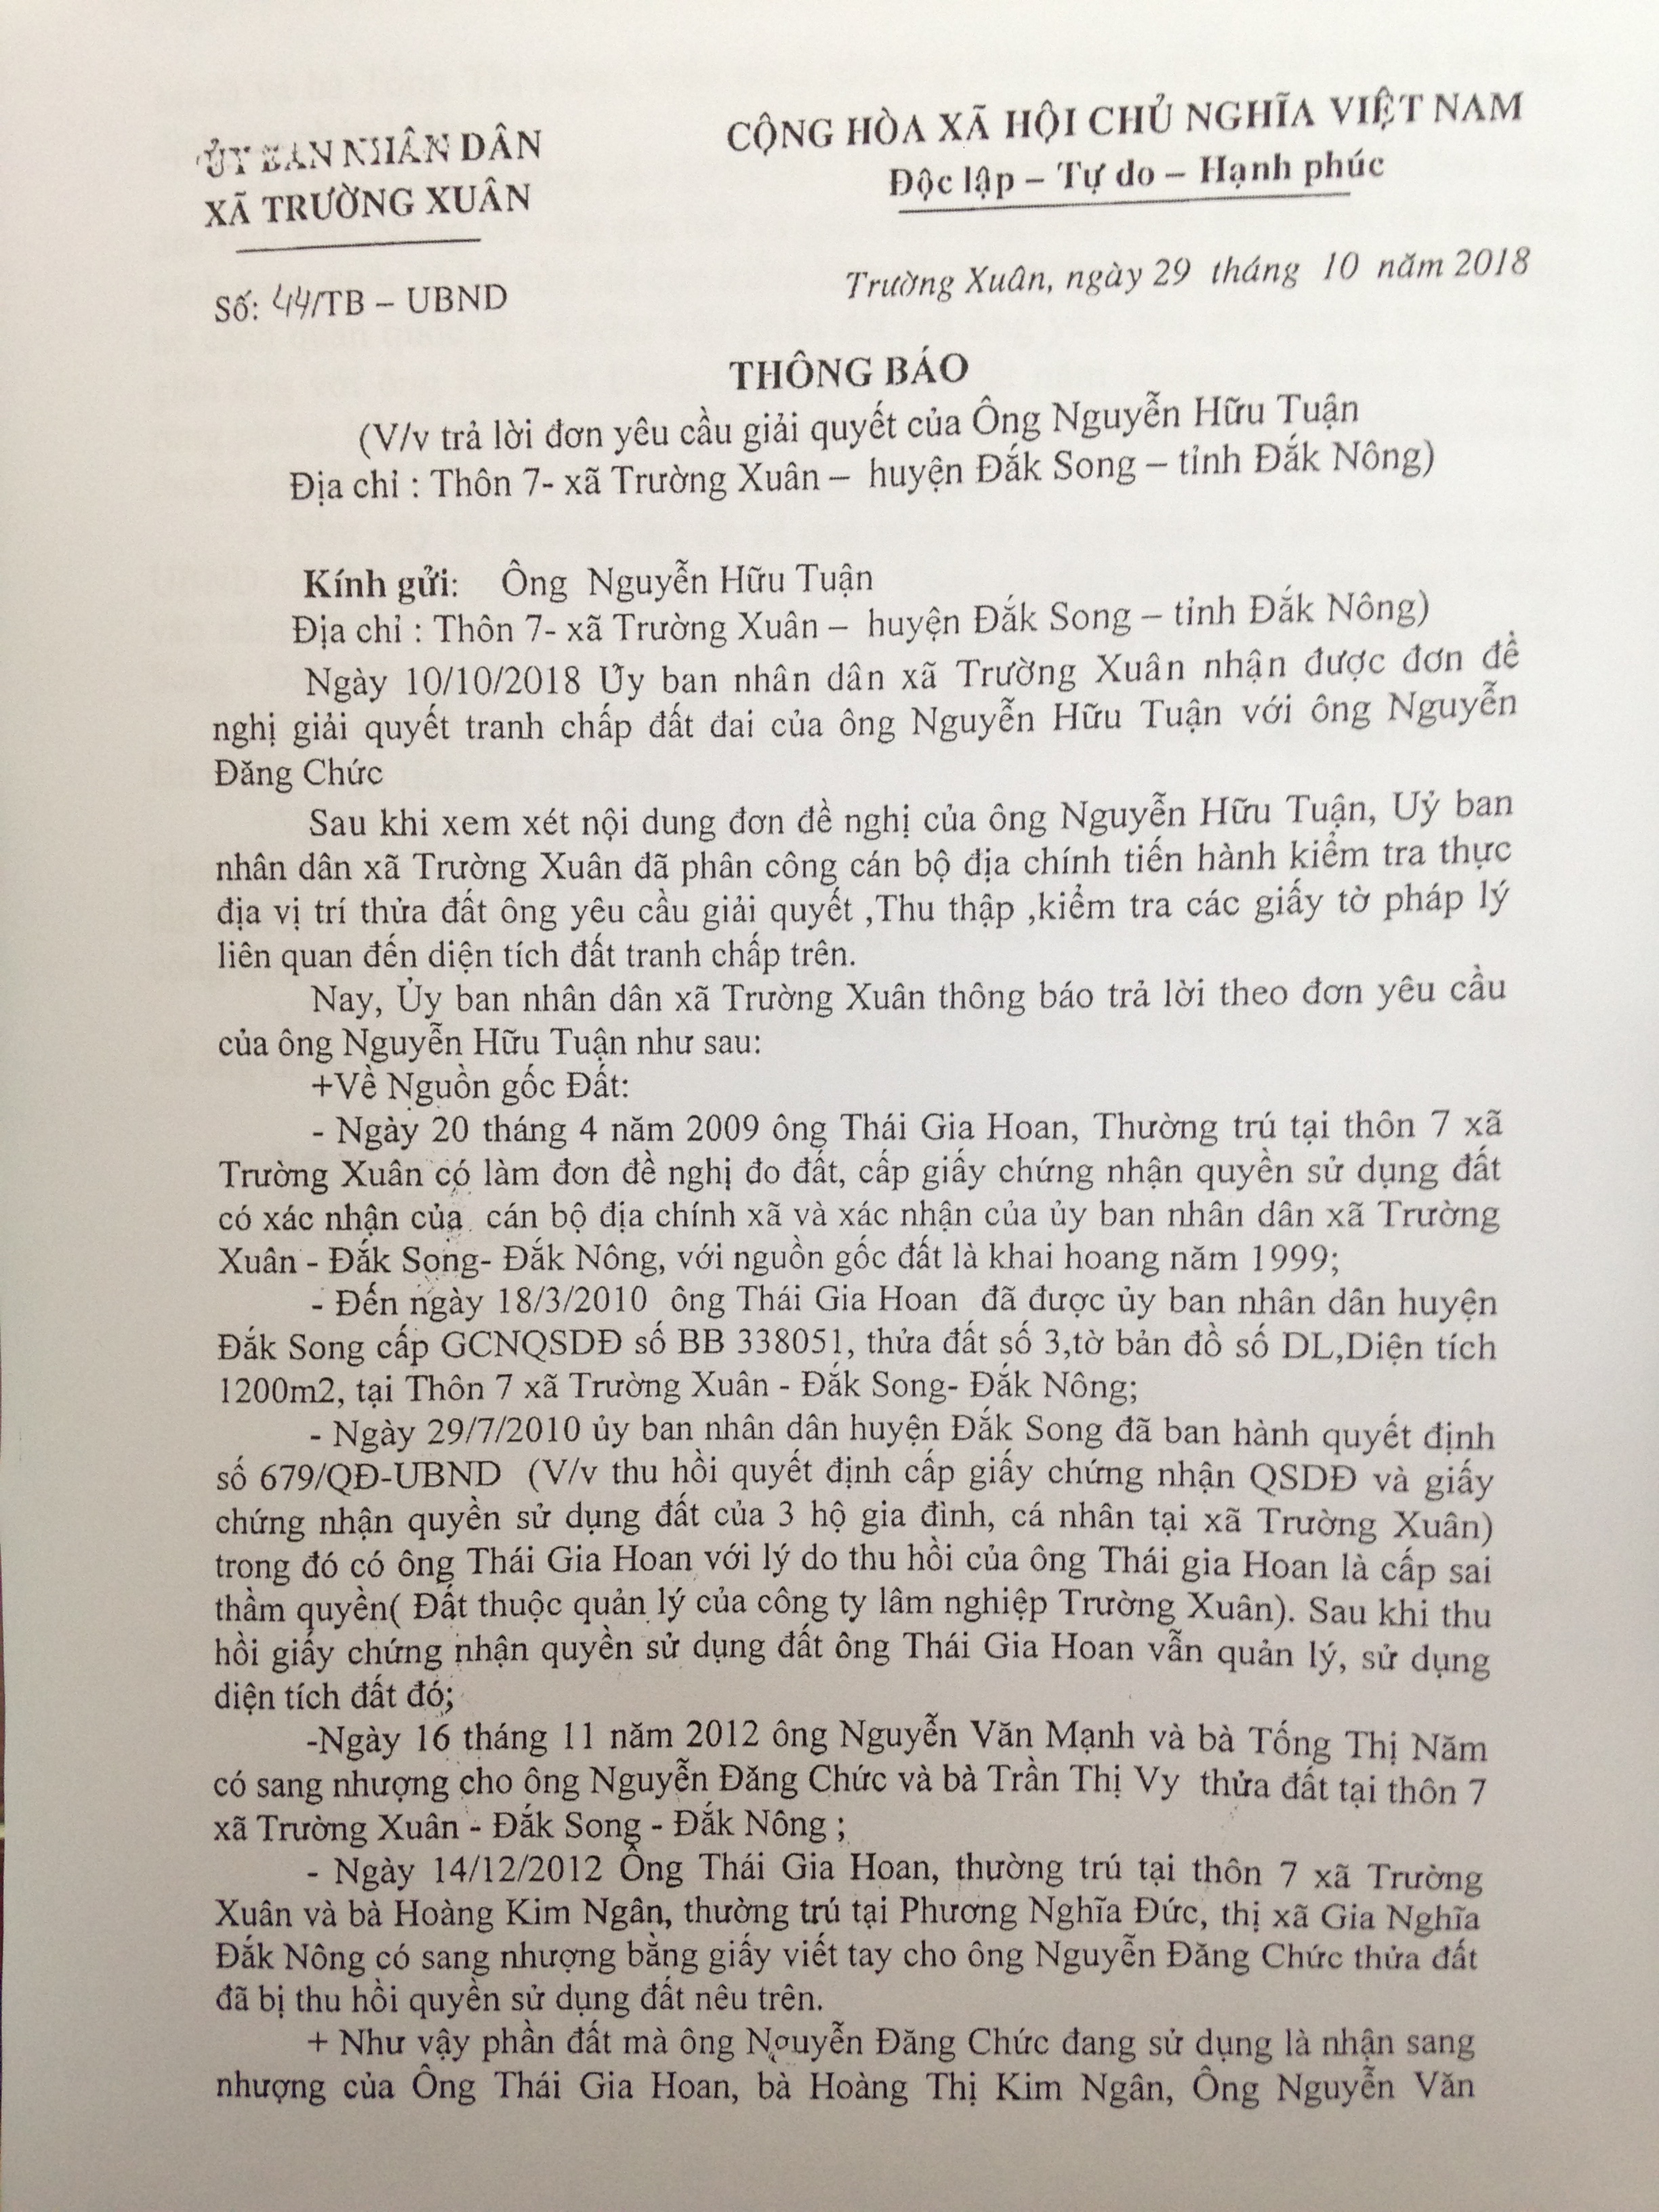 ỦY BAN NHÂN DÂN
XÃ TRƯỜNG XUÂN
Số: 44/TB – UBND
CỘNG HÒA XÃ HỘI CHỦ NGHĨA VIỆT NAM
Độc lập – Tự do – Hạnh phúc
Trường Xuân, ngày 29 tháng 10 năm 2018
THÔNG BÁO
(V/v trả lời đơn yêu cầu giải quyết của Ông Nguyễn Hữu Tuận
Địa chỉ : Thôn 7- xã Trường Xuân – huyện Đắk Song – tỉnh Đắk Nông)
Kính gửi: Ông Nguyễn Hữu Tuận
Địa chỉ : Thôn 7- xã Trường Xuân – huyện Đắk Song – tỉnh Đắk Nông)
Ngày 10/10/2018 Ủy ban nhân dân xã Trường Xuân nhận được đơn đề
nghị giải quyết tranh chấp đất đai của ông Nguyễn Hữu Tuận với ông Nguyễn
Đăng Chức
Sau khi xem xét nội dung đơn đề nghị của ông Nguyễn Hữu Tuận, Uỷ ban
nhân dân xã Trường Xuân đã phân công cán bộ địa chính tiến hành kiểm tra thực
địa vị trí thửa đất ông yêu cầu giải quyết ,Thu thập ,kiểm tra các giấy tờ pháp lý
liên quan đến diện tích đất tranh chấp trên.
Nay, Ủy ban nhân dân xã Trường Xuân thông báo trả lời theo đơn yêu cầu
của ông Nguyễn Hữu Tuận như sau:
+Về Nguồn gốc Đất:
- Ngày 20 tháng 4 năm 2009 ông Thái Gia Hoan, Thường trú tại thôn 7 xã
Trường Xuân có làm đơn đề nghị đo đất, cấp giấy chứng nhận quyền sử dụng đất
có xác nhận của cán bộ địa chính xã và xác nhận của ủy ban nhân dân xã Trường
Xuân - Đắk Song- Đắk Nông, với nguồn gốc đất là khai hoang năm 1999;
- Đến ngày 18/3/2010 ông Thái Gia Hoan đã được ủy ban nhân dân huyện
Đắk Song cấp GCNQSDĐ số BB 338051, thửa đất số 3,tờ bản đồ số DL,Diện tích
1200m2, tại Thôn 7 xã Trường Xuân - Đắk Song- Đắk Nông;
- Ngày 29/7/2010 ủy ban nhân dân huyện Đắk Song đã ban hành quyết định
số 679/QĐ-UBND (V/v thu hồi quyết định cấp giấy chứng nhận QSDĐ và giấy
chứng nhận quyền sử dụng đất của 3 hộ gia đình, cá nhân tại xã Trường Xuân)
trong đó có ông Thái Gia Hoan với lý do thu hồi của ông Thái gia Hoan là cấp sai
thầm quyền( Đất thuộc quản lý của công ty lâm nghiệp Trường Xuân). Sau khi thu
hồi giấy chứng nhận quyền sử dụng đất ông Thái Gia Hoan vẫn quản lý, sử dụng
diện tích đất đó;
-Ngày 16 tháng 11 năm 2012 ông Nguyễn Văn Mạnh và bà Tống Thị Năm
có sang nhượng cho ông Nguyễn Đăng Chức và bà Trần Thị Vy thửa đất tại thôn 7
xã Trường Xuân - Đắk Song - Đắk Nông ;
- Ngày 14/12/2012 Ông Thái Gia Hoan, thường trú tại thôn 7 xã Trường
Xuân và bà Hoàng Kim Ngân, thường trú tại Phương Nghĩa Đức, thị xã Gia Nghĩa
Đắk Nông có sang nhượng bằng giấy viết tay cho ông Nguyễn Đăng Chức thửa đất
đã bị thu hồi quyền sử dụng đất nêu trên.
+ Như vậy phần đất mà ông Nguyễn Đăng Chức đang sử dụng là nhận sang
nhượng của Ông Thái Gia Hoan, bà Hoàng Thị Kim Ngân, Ông Nguyễn Văn